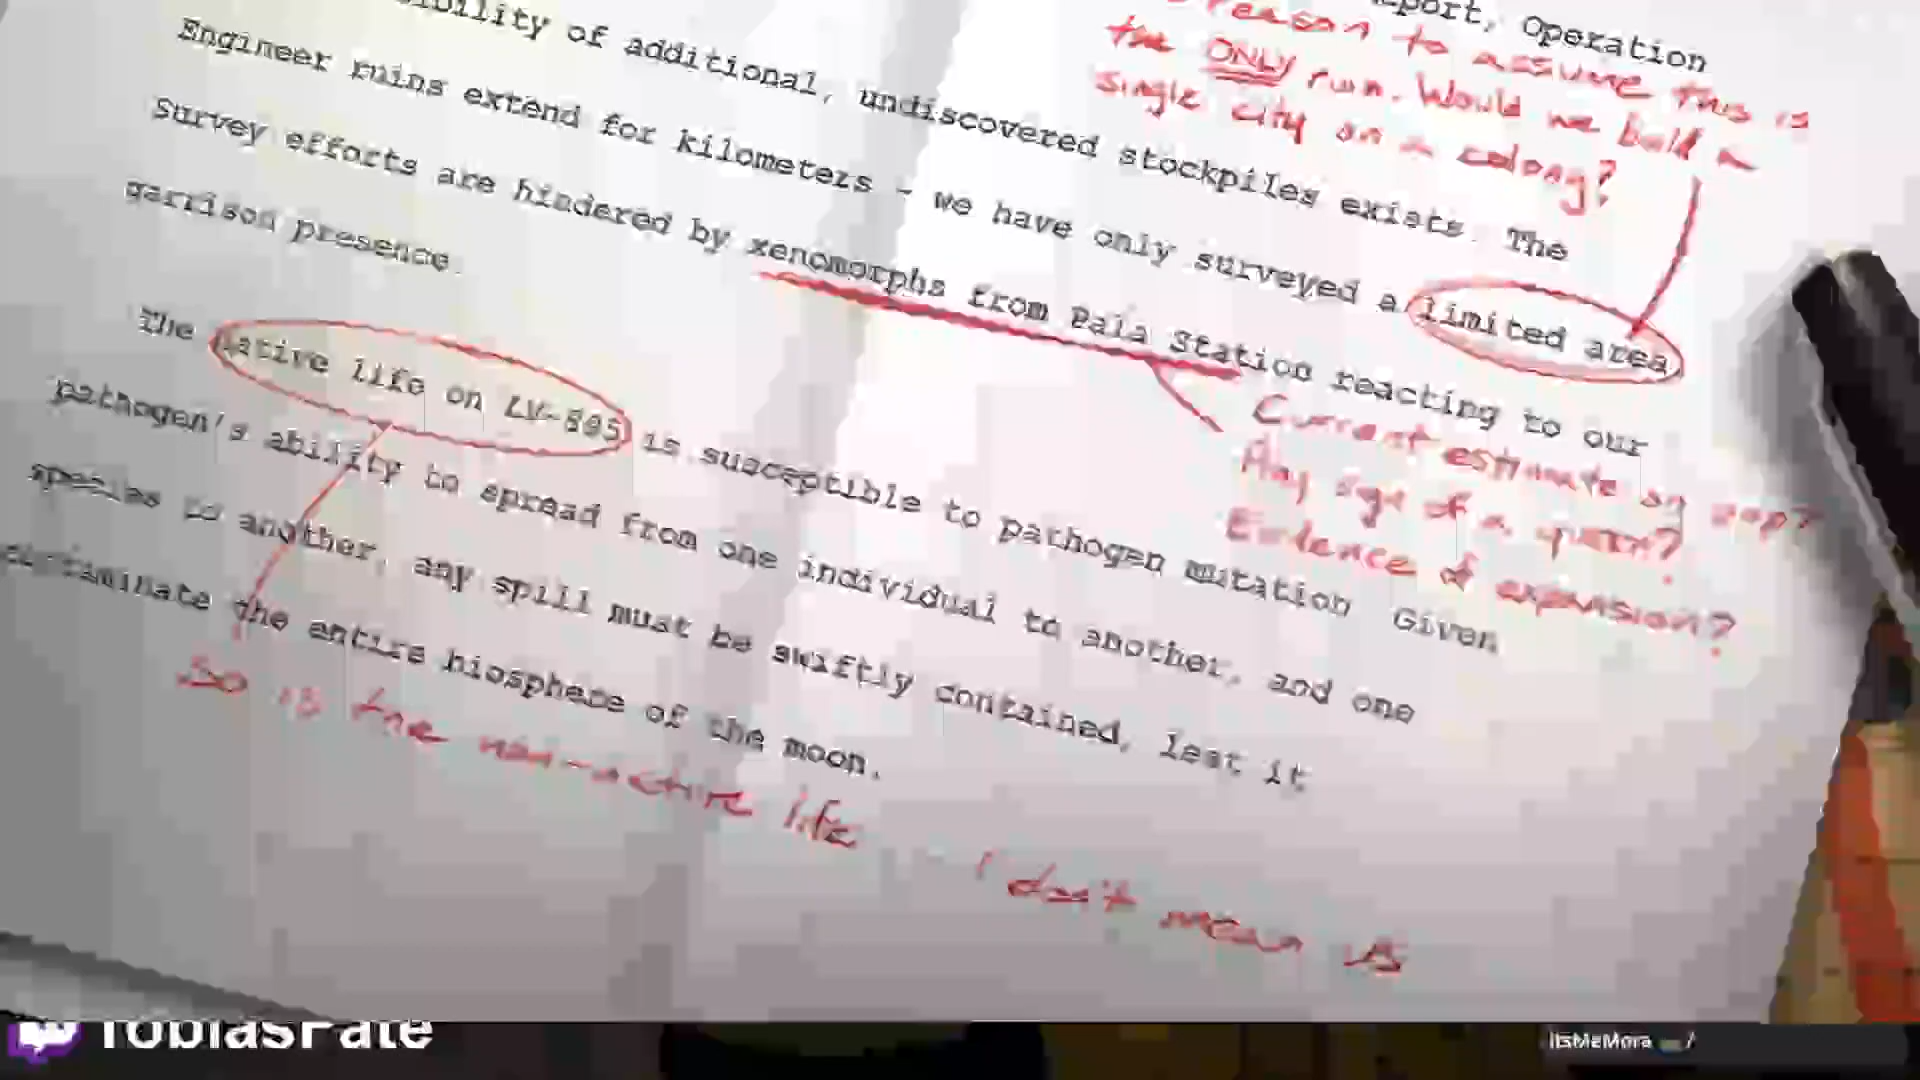 port, Operation
reason to assume this is
the ONLY ruin. Would we build a
single city on a colony?
of additional, undiscovered stockpiles exists. The
Engineer ruins extend for kilometers - we have only surveyed a limited area
Survey efforts are hindered by xenomorphs from Pala Station reacting to our
garrison presence.
Current estimate on pop?
Any sign of a queen?
Evidence of expansion?
The native life on LV-895 is susceptible to pathogen mutation Given
pathogen's ability to spread from one individual to another, and one
species to another, any spill must be swiftly contained, lest it
the entire biosphere of the moon.
So is the non-native life
I don't mean us
TobiasFate
ItsMeMora /